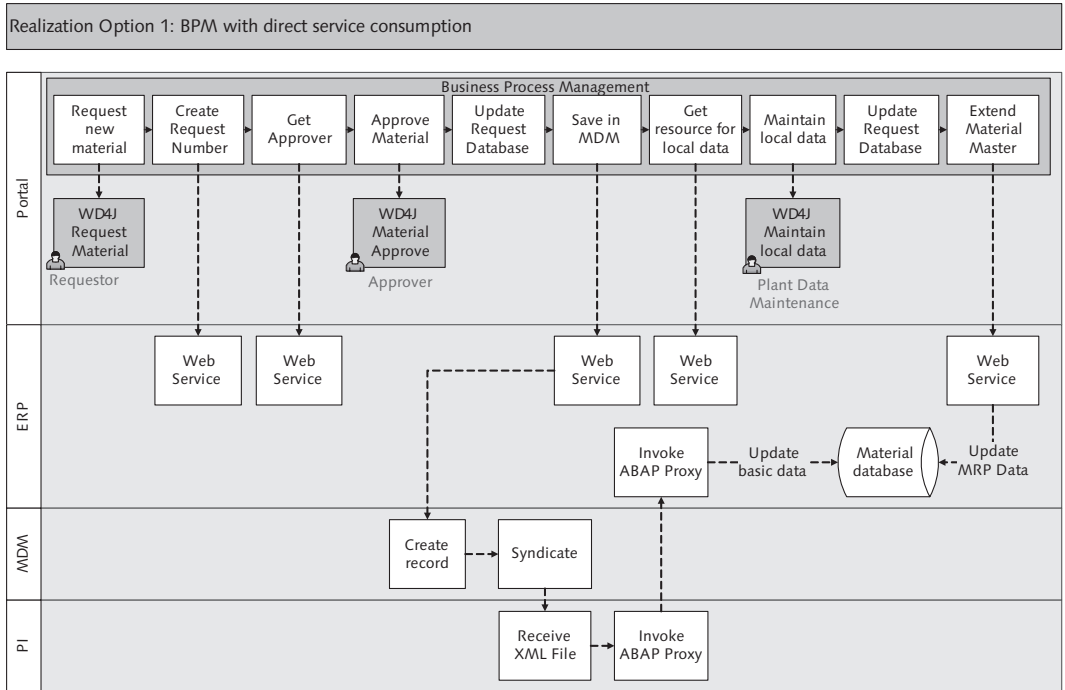 Realization Option 1: BPM with direct service consumption
Portal
Business Process Management
Request
new
material
Create
Request
Number
Get
Approver
Approve
Material
Update
Request
Database
Save in
MDM
Get
resource for
local data
Maintain
local data
Update
Request
Database
Extend
Material
Master
WD4J
Request
Material
Requestor
WD4J
Material
Approve
Approver
WD4J
Maintain
local data
Plant Data
Maintenance
ERP
Web
Service
Web
Service
Web
Service
Web
Service
Web
Service
Invoke
ABAP Proxy
Update
basic data
Material
database
Update
MRP Data
MDM
Create
record
Syndicate
PI
Receive
XML File
Invoke
ABAP Proxy